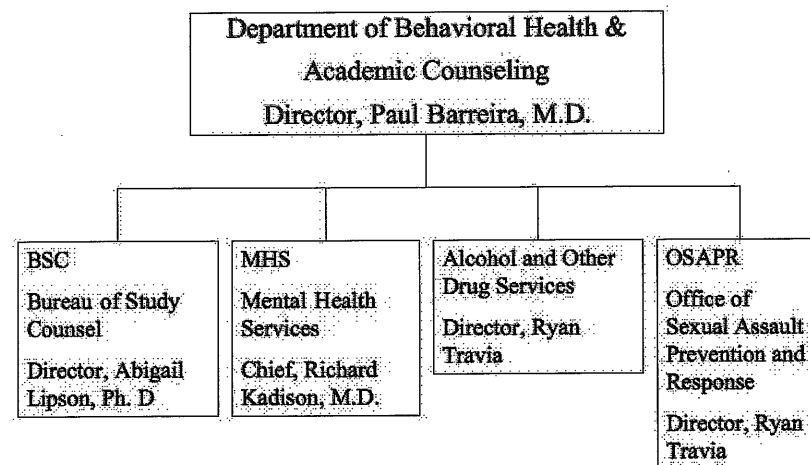 Department of Behavioral Health &
Academic Counseling
Director, Paul Barreira, M.D.
BSC
Bureau of Study
Counsel
Director, Abigail
Lipson, Ph. D
MHS
Mental Health
Services
Chief, Richard
Kadison, M.D.
Alcohol and Other
Drug Services
Director, Ryan
Travia
OSAPR
Office of
Sexual Assault
Prevention and
Response
Director, Ryan
Travia